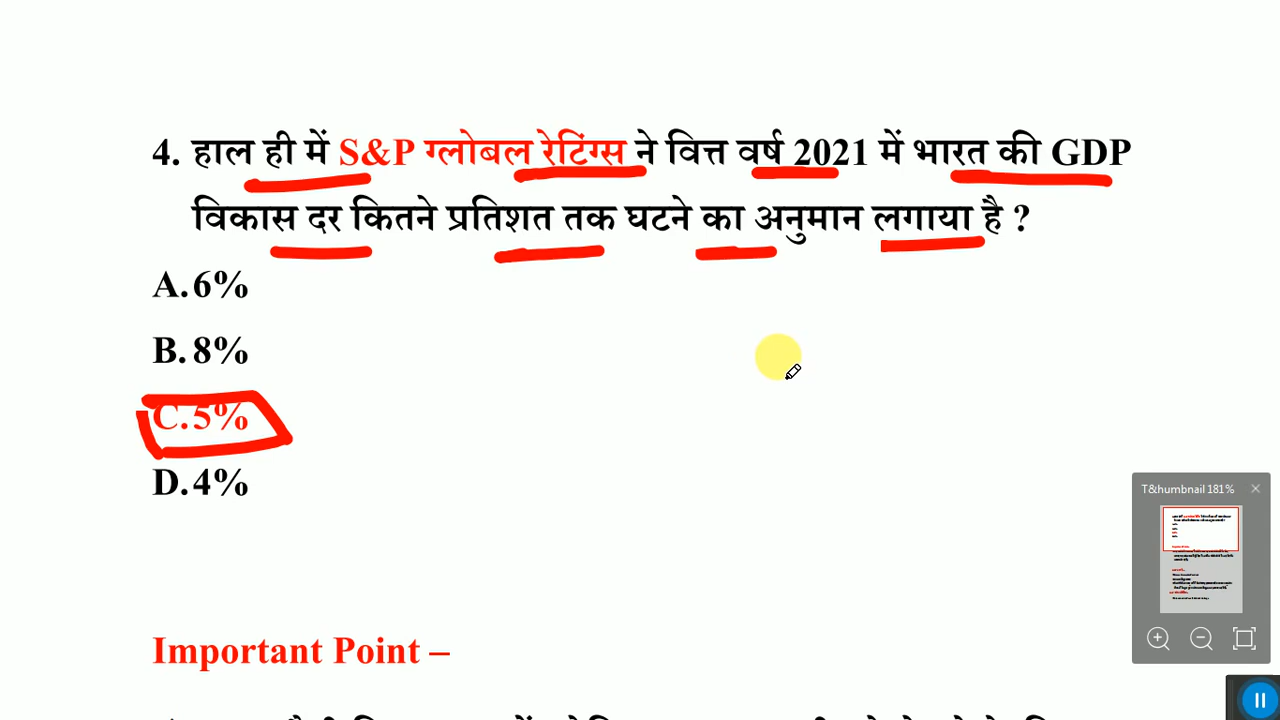 4. हाल ही में S&P ग्लोबल रेटिंग्स ने वित्त वर्ष 2021 में भारत की GDP
विकास दर कितने प्रतिशत तक घटने का अनुमान लगाया है ?
A. 6%
B. 8%
C. 5%
D. 4%
T&humbnail 181%
Important Point –